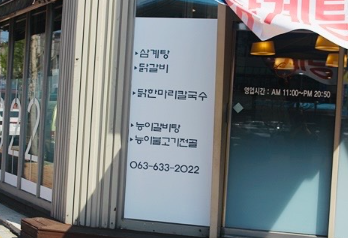 ▸삼계탕
▸닭갈비
▸닭한마리칼국수
▸능이갈비탕
▸능이불고기전골
063-633-2022
영업시간 : AM 11:00~PM 20:50